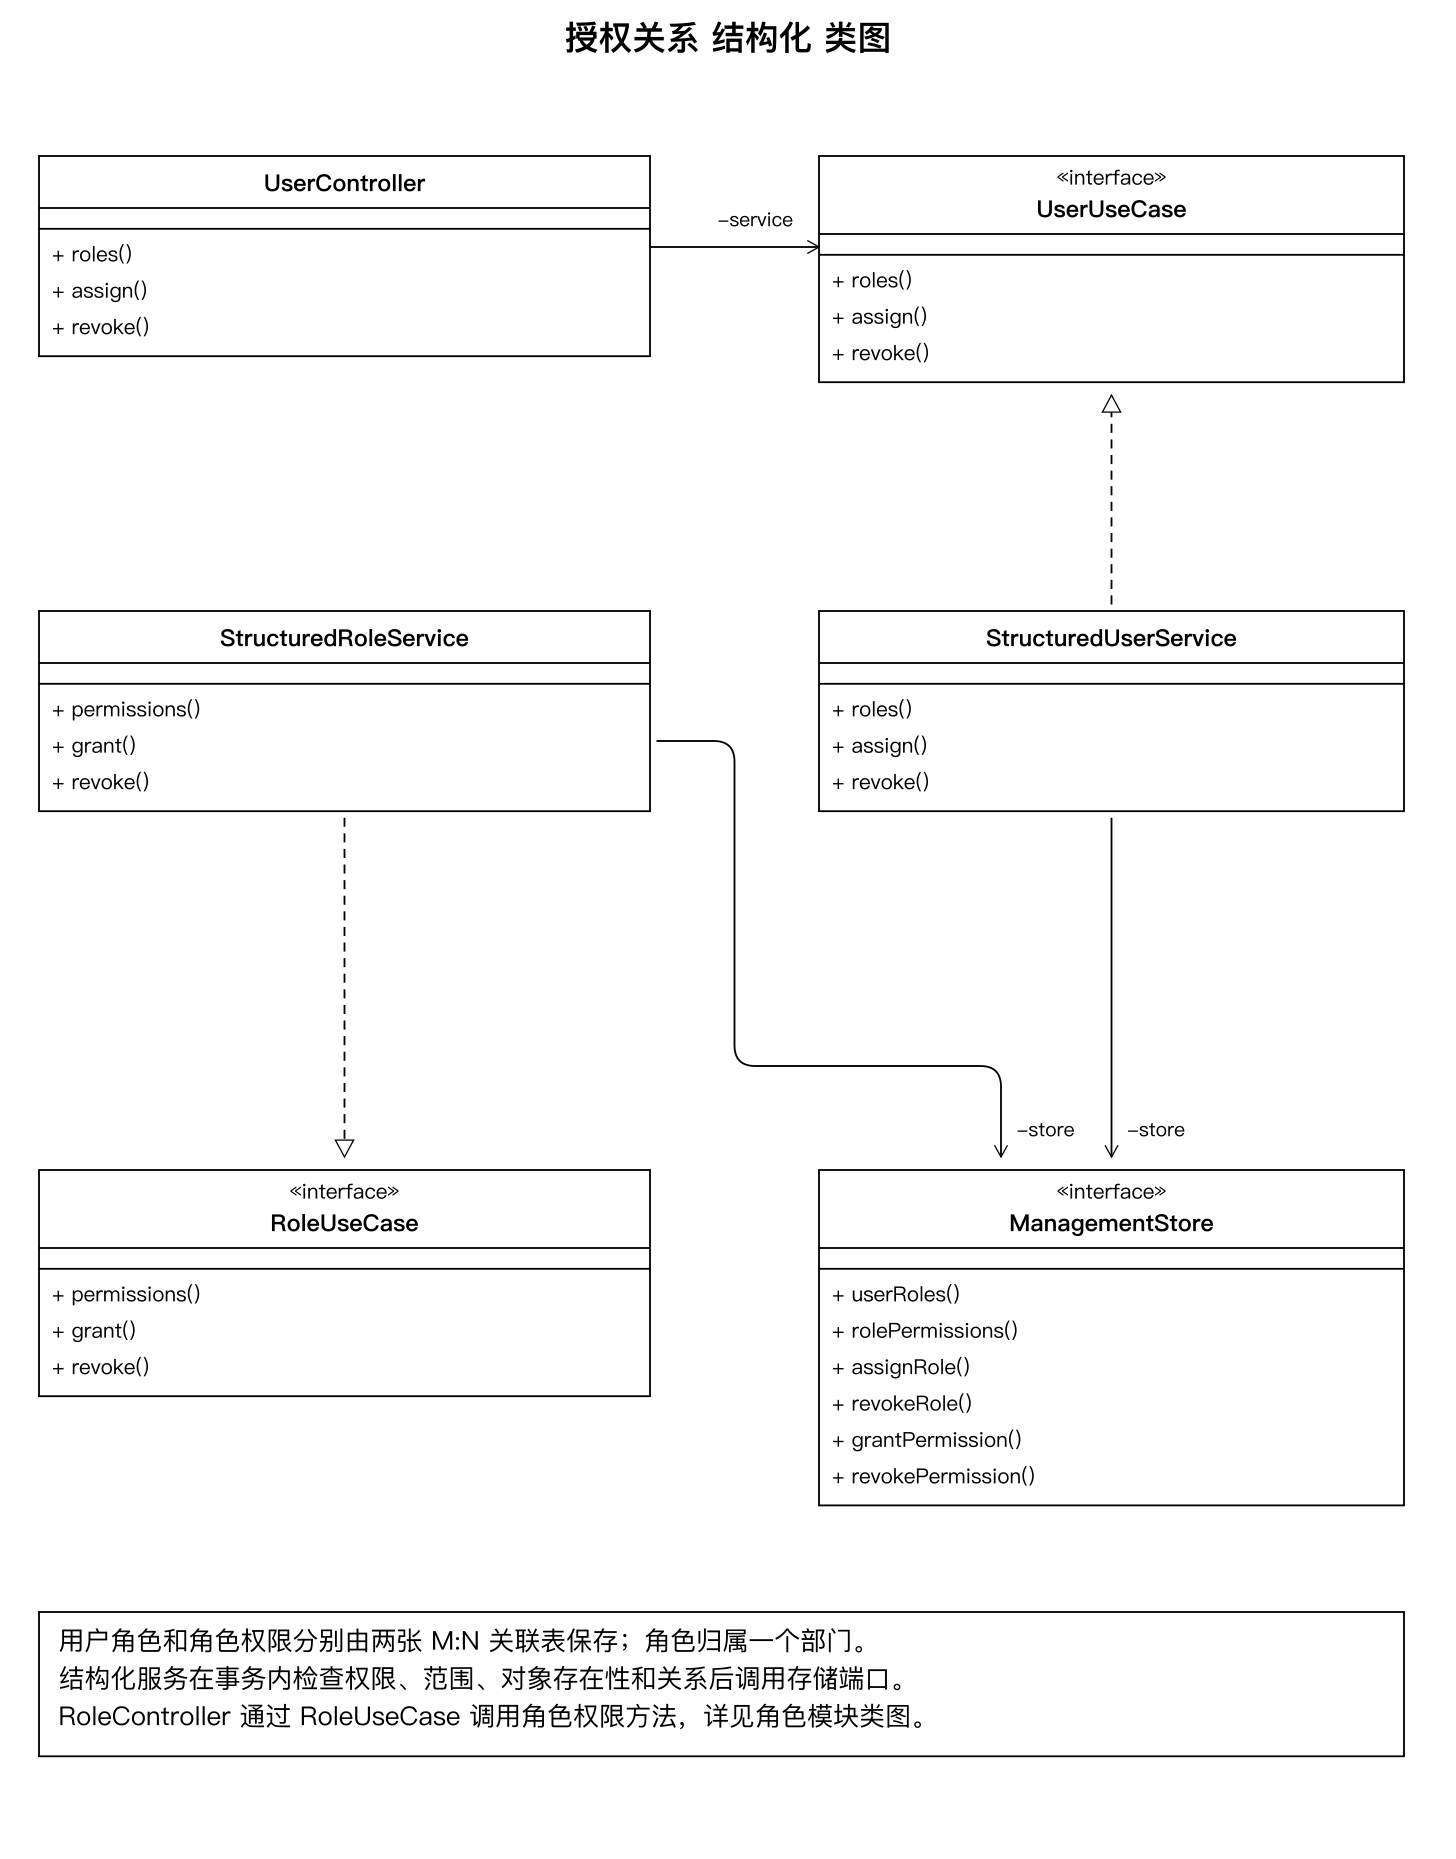 授权关系 结构化 类图
UserController
+ roles()
+ assign()
+ revoke()
–service
«interface»
UserUseCase
+ roles()
+ assign()
+ revoke()
StructuredRoleService
+ permissions()
+ grant()
+ revoke()
StructuredUserService
+ roles()
+ assign()
+ revoke()
–store
–store
«interface»
RoleUseCase
+ permissions()
+ grant()
+ revoke()
«interface»
ManagementStore
+ userRoles()
+ rolePermissions()
+ assignRole()
+ revokeRole()
+ grantPermission()
+ revokePermission()
用户角色和角色权限分别由两张 M:N 关联表保存；角色归属一个部门。
结构化服务在事务内检查权限、范围、对象存在性和关系后调用存储端口。
RoleController 通过 RoleUseCase 调用角色权限方法，详见角色模块类图。